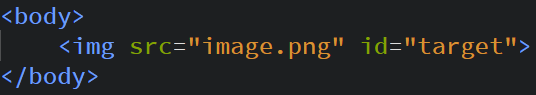 <body>
    <img src="image.png" id="target">
</body>